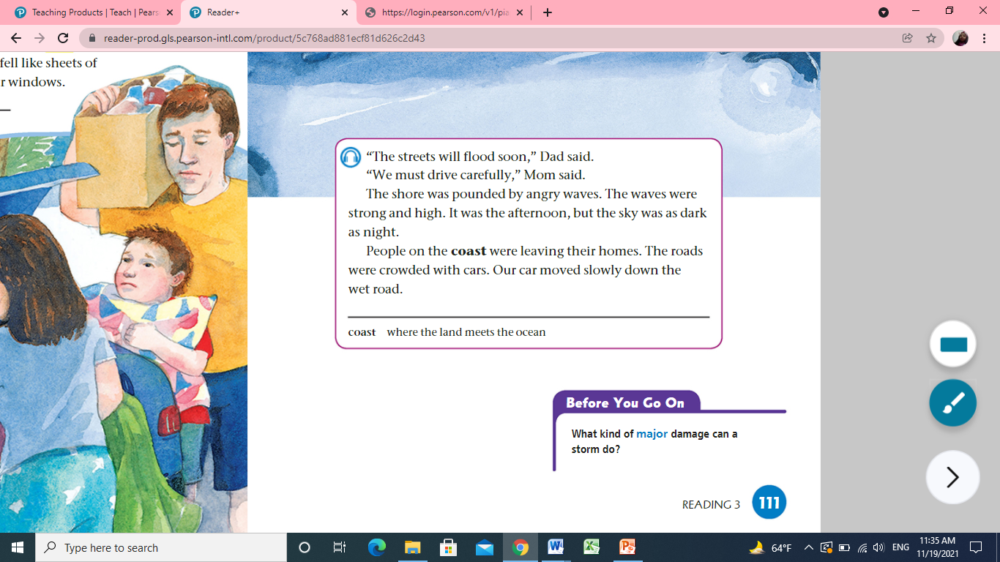 Teaching Products | Teach | Pears
Reader+
https://login.pearson.com/v1/pia
reader-prod.gls.pearson-intl.com/product/5c768ad881ecf81d626c2d43
fell like sheets of
r windows.
“The streets will flood soon,” Dad said.
“We must drive carefully,” Mom said.
The shore was pounded by angry waves. The waves were
strong and high. It was the afternoon, but the sky was as dark
as night.
People on the coast were leaving their homes. The roads
were crowded with cars. Our car moved slowly down the
wet road.
coast where the land meets the ocean
Before You Go On
What kind of major damage can a
storm do?
READING 3 111
Type here to search
64°F
ENG
11:35 AM
11/19/2021